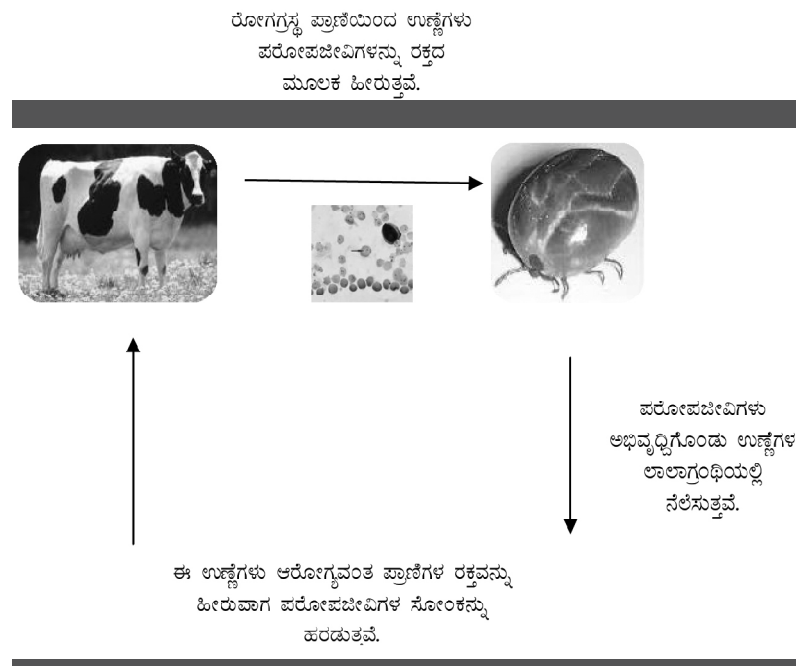 ರೋಗಗ್ರಸ್ಥ ಪ್ರಾಣಿಯಿಂದ ಉಣ್ಣೆಗಳು
ಪರೋಪಜೀವಿಗಳನ್ನು ರಕ್ತದ
ಮೂಲಕ ಹೀರುತ್ತವೆ.
ಪರೋಪಜೀವಿಗಳು
ಅಭಿವೃಧ್ದಿಗೊಂಡು ಉಣ್ಣೆಗಳ
ಲಾಲಾಗ್ರಂಥಿಯಲ್ಲಿ
ನೆಲೆಸುತ್ತವೆ.
ಈ ಉಣ್ಣೆಗಳು ಆರೋಗ್ಯವಂತ ಪ್ರಾಣಿಗಳ ರಕ್ತವನ್ನು
ಹೀರುವಾಗ ಪರೋಪಜೀವಿಗಳ ಸೋಂಕನ್ನು
ಹರಡುತ್ತವೆ.